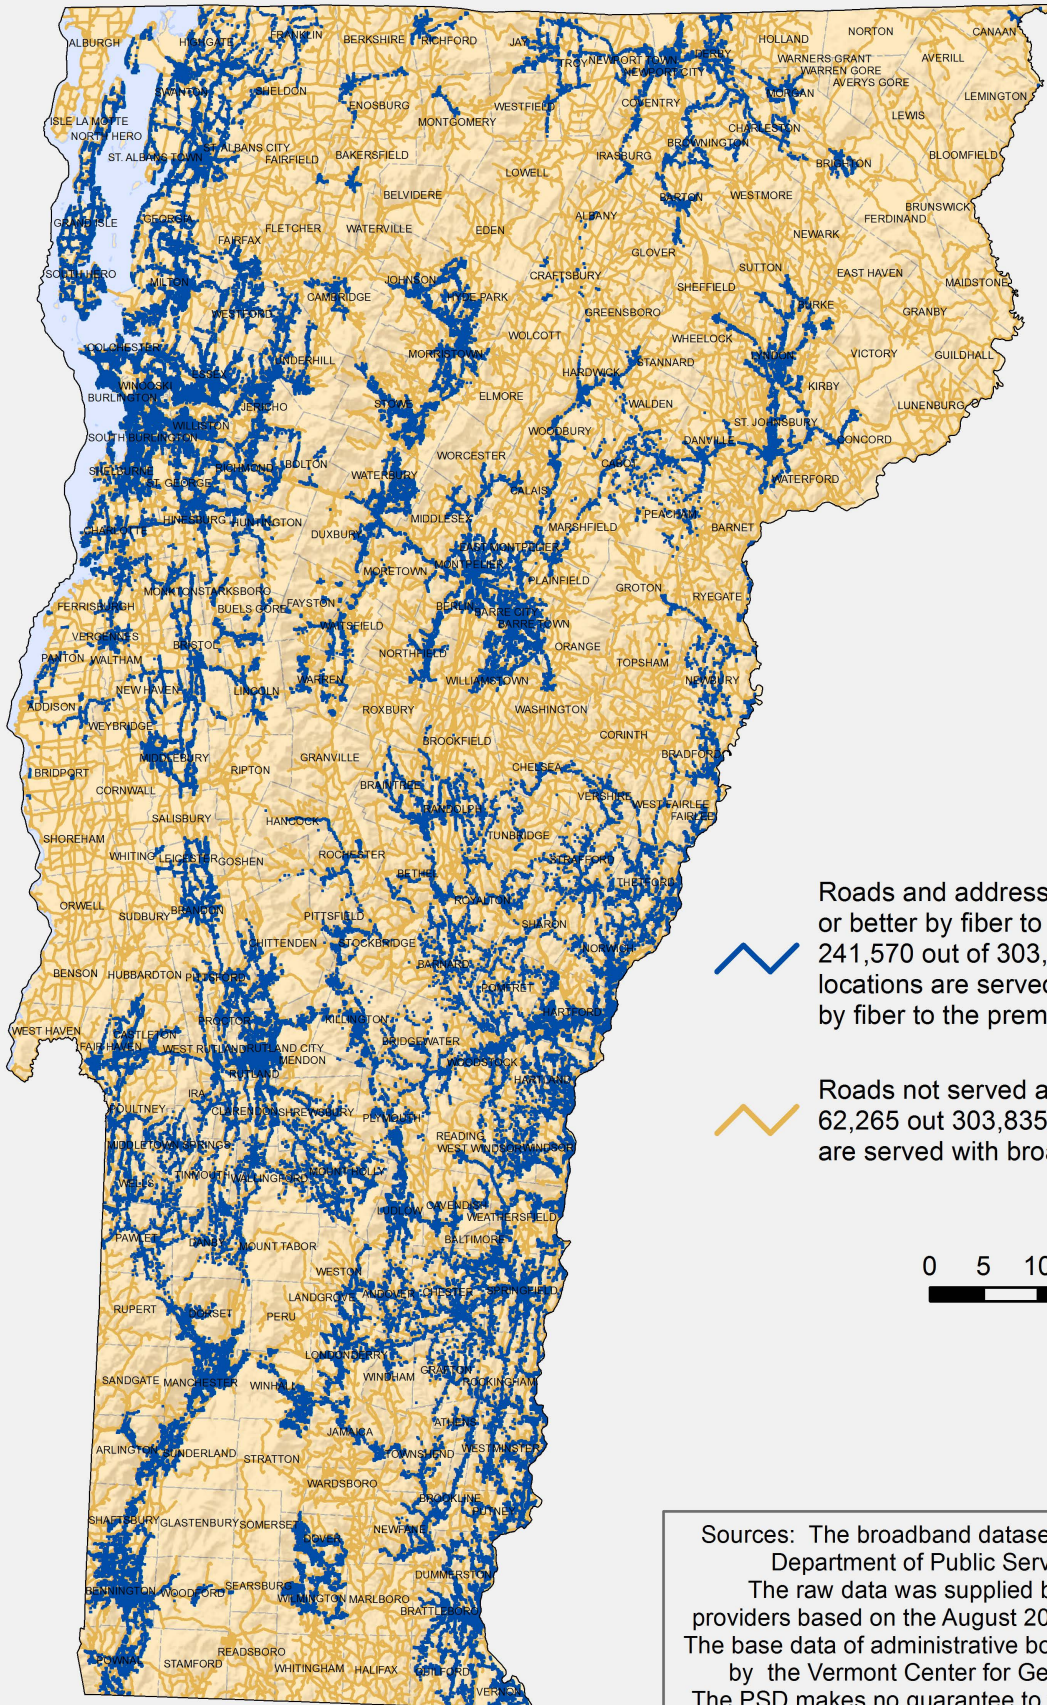 ALBURGH
HIGHGATE
FRANKLIN
BERKSHIRE
RICHFORD
JAY
TROY
NEWPORT TOWN
NEWPORT CITY
DERBY
HOLLAND
NORTON
CANAAN
WARNERS GRANT
WARREN GORE
AVERYS GORE
AVERILL
LEMINGTON
SWANTON
SHELDON
ENOSBURG
MONTGOMERY
WESTFIELD
COVENTRY
MORGAN
LEWIS
ISLE LA MOTTE
NORTH HERO
ST. ALBANS CITY
ST. ALBANS TOWN
FAIRFIELD
BAKERSFIELD
LOWELL
IRASBURG
BROWNINGTON
CHARLESTON
BRIGHTON
BLOOMFIELD
BELVIDERE
BARTON
WESTMORE
BRUNSWICK
FERDINAND
GRAND ISLE
GEORGIA
FAIRFAX
FLETCHER
WATERVILLE
EDEN
ALBANY
GLOVER
NEWARK
SOUTH HERO
MILTON
CAMBRIDGE
JOHNSON
HYDE PARK
CRAFTSBURY
GREENSBORO
SHEFFIELD
SUTTON
EAST HAVEN
MAIDSTONE
BURKE
GRANBY
WESTFORD
COLCHESTER
UNDERHILL
MORRISTOWN
WOLCOTT
WHEELOCK
STANNARD
LYNDON
VICTORY
GUILDHALL
ESSEX
WINOOSKI
BURLINGTON
JERICHO
STOWE
ELMORE
HARDWICK
WALDEN
KIRBY
LUNENBURG
WILLISTON
SOUTH BURLINGTON
WOODBURY
ST. JOHNSBURY
DANVILLE
CONCORD
SHELBURNE
ST. GEORGE
RICHMOND
BOLTON
WATERBURY
WORCESTER
CABOT
WATERFORD
CALAIS
CHARLOTTE
HINESBURG
HUNTINGTON
DUXBURY
MIDDLESEX
MARSHFIELD
PEACHAM
BARNET
EAST MONTPELIER
MONTPELIER
MORETOWN
PLAINFIELD
GROTON
RYEGATE
FERRISBURGH
MONKTON
STARKSBORO
BUELS GORE
FAYSTON
WAITSFIELD
BERLIN
BARRE CITY
BARRE TOWN
VERGENNES
PANTON
WALTHAM
BRISTOL
NORTHFIELD
ORANGE
TOPSHAM
NEWBURY
NEW HAVEN
LINCOLN
WARREN
WILLIAMSTOWN
ADDISON
WEYBRIDGE
ROXBURY
WASHINGTON
CORINTH
BROOKFIELD
BRADFORD
MIDDLEBURY
RIPTON
GRANVILLE
CHELSEA
BRIDPORT
CORNWALL
BRAINTREE
RANDOLPH
VERSHIRE
WEST FAIRLEE
FAIRLEE
SALISBURY
HANCOCK
SHOREHAM
TUNBRIDGE
WHITING
LEICESTER
GOSHEN
ROCHESTER
STRAFFORD
BETHEL
THETFORD
ROYALTON
ORWELL
SUDBURY
BRANDON
PITTSFIELD
SHARON
CHITTENDEN
STOCKBRIDGE
NORWICH
BARNARD
BENSON
HUBBARDTON
PITTSFORD
POMFRET
HARTFORD
WEST HAVEN
CASTLETON
PROCTOR
KILLINGTON
FAIR HAVEN
WEST RUTLAND
RUTLAND CITY
MENDON
BRIDGEWATER
WOODSTOCK
RUTLAND
HARTLAND
IRA
POULTNEY
CLARENDON
SHREWSBURY
PLYMOUTH
READING
MIDDLETOWN SPRINGS
WEST WINDSOR
WINDSOR
TINMOUTH
WALLINGFORD
MOUNT HOLLY
WELLS
LUDLOW
CAVENDISH
WEATHERSFIELD
PAWLET
DANBY
MOUNT TABOR
BALTIMORE
WESTON
LANDGROVE
ANDOVER
CHESTER
SPRINGFIELD
RUPERT
DORSET
PERU
LONDONDERRY
GRAFTON
WINDHAM
ROCKINGHAM
SANDGATE
MANCHESTER
WINHALL
ATHENS
JAMAICA
ARLINGTON
SUNDERLAND
STRATTON
TOWNSHEND
WESTMINSTER
WARDSBORO
BROOKLINE
PUTNEY
SHAFTSBURY
GLASTENBURY
SOMERSET
DOVER
NEWFANE
DUMMERSTON
BENNINGTON
WOODFORD
SEARSBURG
WILMINGTON
MARLBORO
BRATTLEBORO
POWNAL
STAMFORD
READSBORO
WHITINGHAM
HALIFAX
GUILFORD
VERNON
Roads and address
or better by fiber to
241,570 out of 303,
locations are served
by fiber to the prem
Roads not served a
62,265 out 303,835
are served with broa
0 5 10
Sources: The broadband datase
Department of Public Serv
The raw data was supplied b
providers based on the August 20
The base data of administrative bo
by the Vermont Center for Ge
The PSD makes no guarantee to